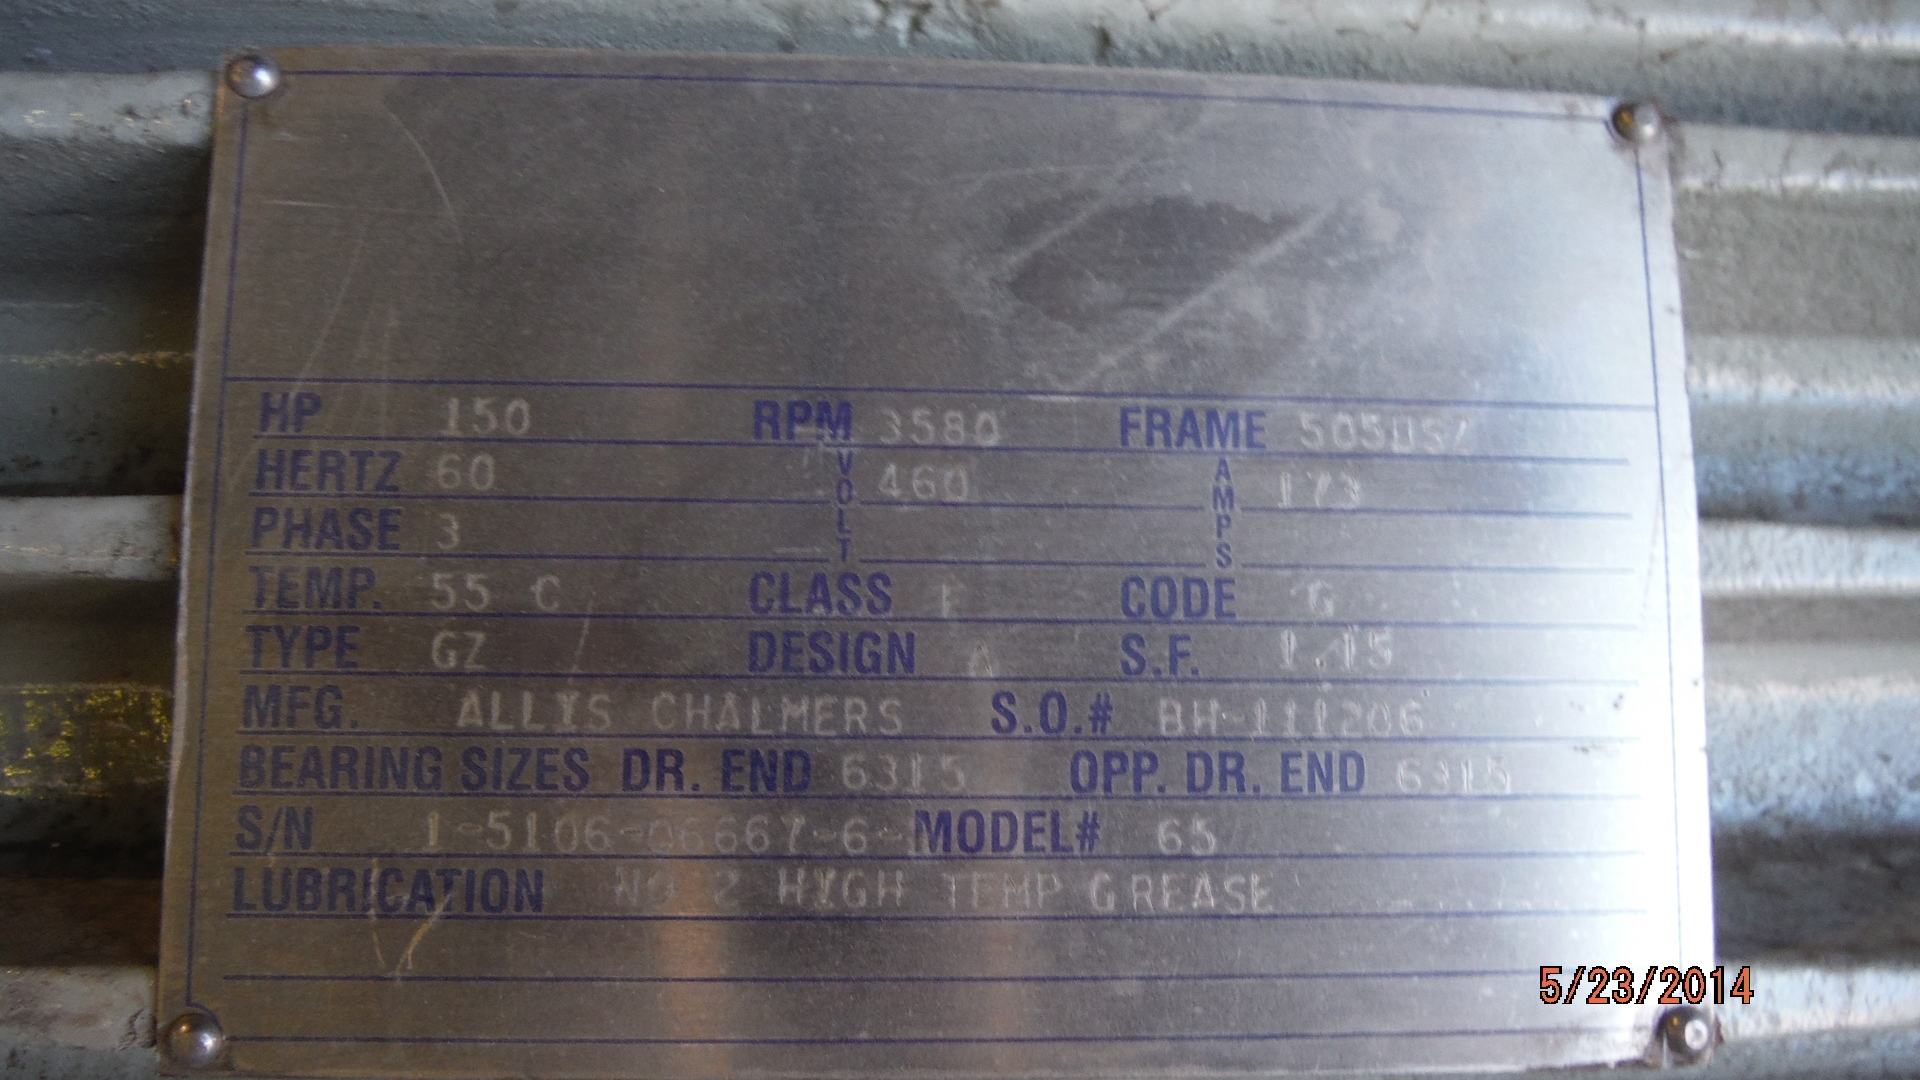 HP 150 RPM 3580 FRAME
HERTZ 60 VOLT 460 AMPS 173
PHASE 3
TEMP. 55 C CLASS F CODE G
TYPE GZ DESIGN A S.F. 1.15
MFG. ALLIS CHALMERS S.O.# BH-111206
BEARING SIZES DR. END 6315 OPP. DR. END 6315
S/N MODEL# 65
LUBRICATION NO 2 HIGH TEMP GREASE
5/23/2014